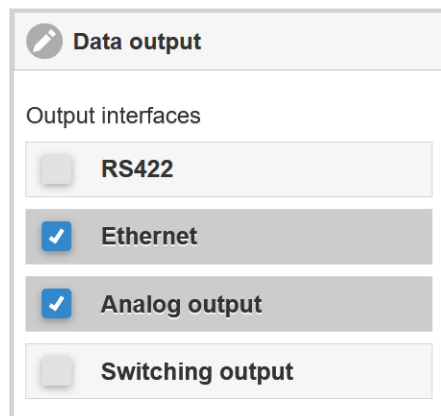 Data output
Output interfaces
RS422
Ethernet
Analog output
Switching output